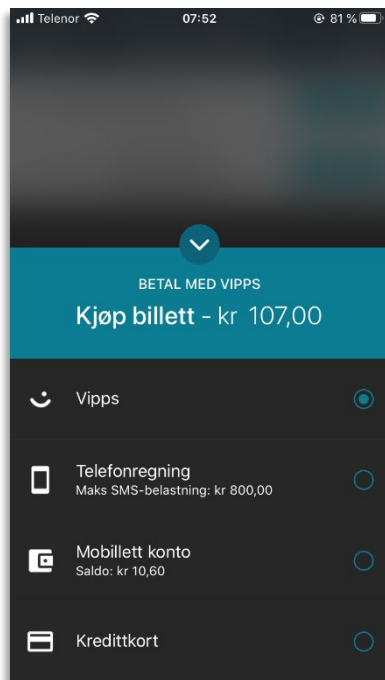 Telenor 07:52 81 %
BETAL MED VIPPS
Kjøp billett - kr 107,00
Vipps
Telefonregning
Maks SMS-belastning: kr 800,00
Mobillett konto
Saldo: kr 10,60
Kredittkort